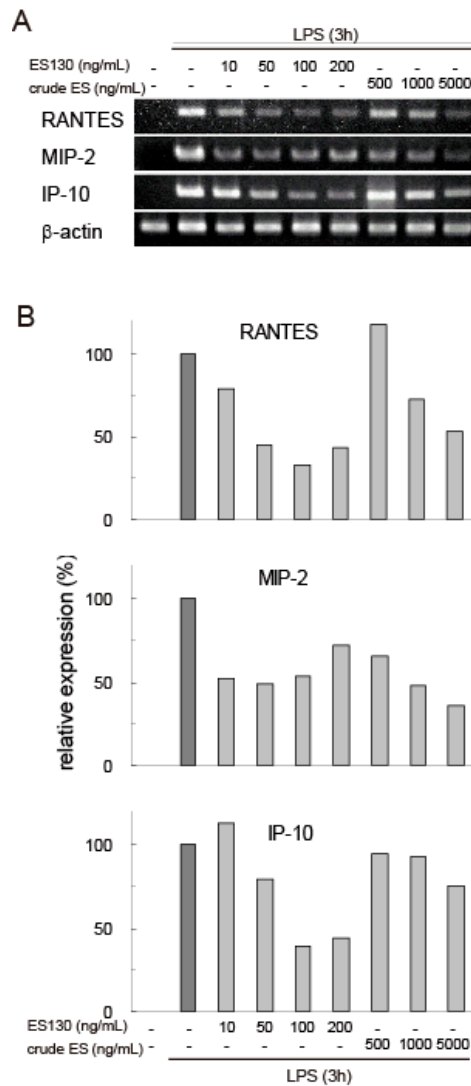 A
LPS (3h)
ES130 (ng/mL) - - 10 50 100 200 - - -
crude ES (ng/mL) - - - - - - 500 1000 5000
RANTES
MIP-2
IP-10
β-actin
B
RANTES
100
50
0
MIP-2
100
50
0
relative expression (%)
IP-10
100
50
0
ES130 (ng/mL) - - 10 50 100 200 - - -
crude ES (ng/mL) - - - - - - 500 1000 5000
LPS (3h)